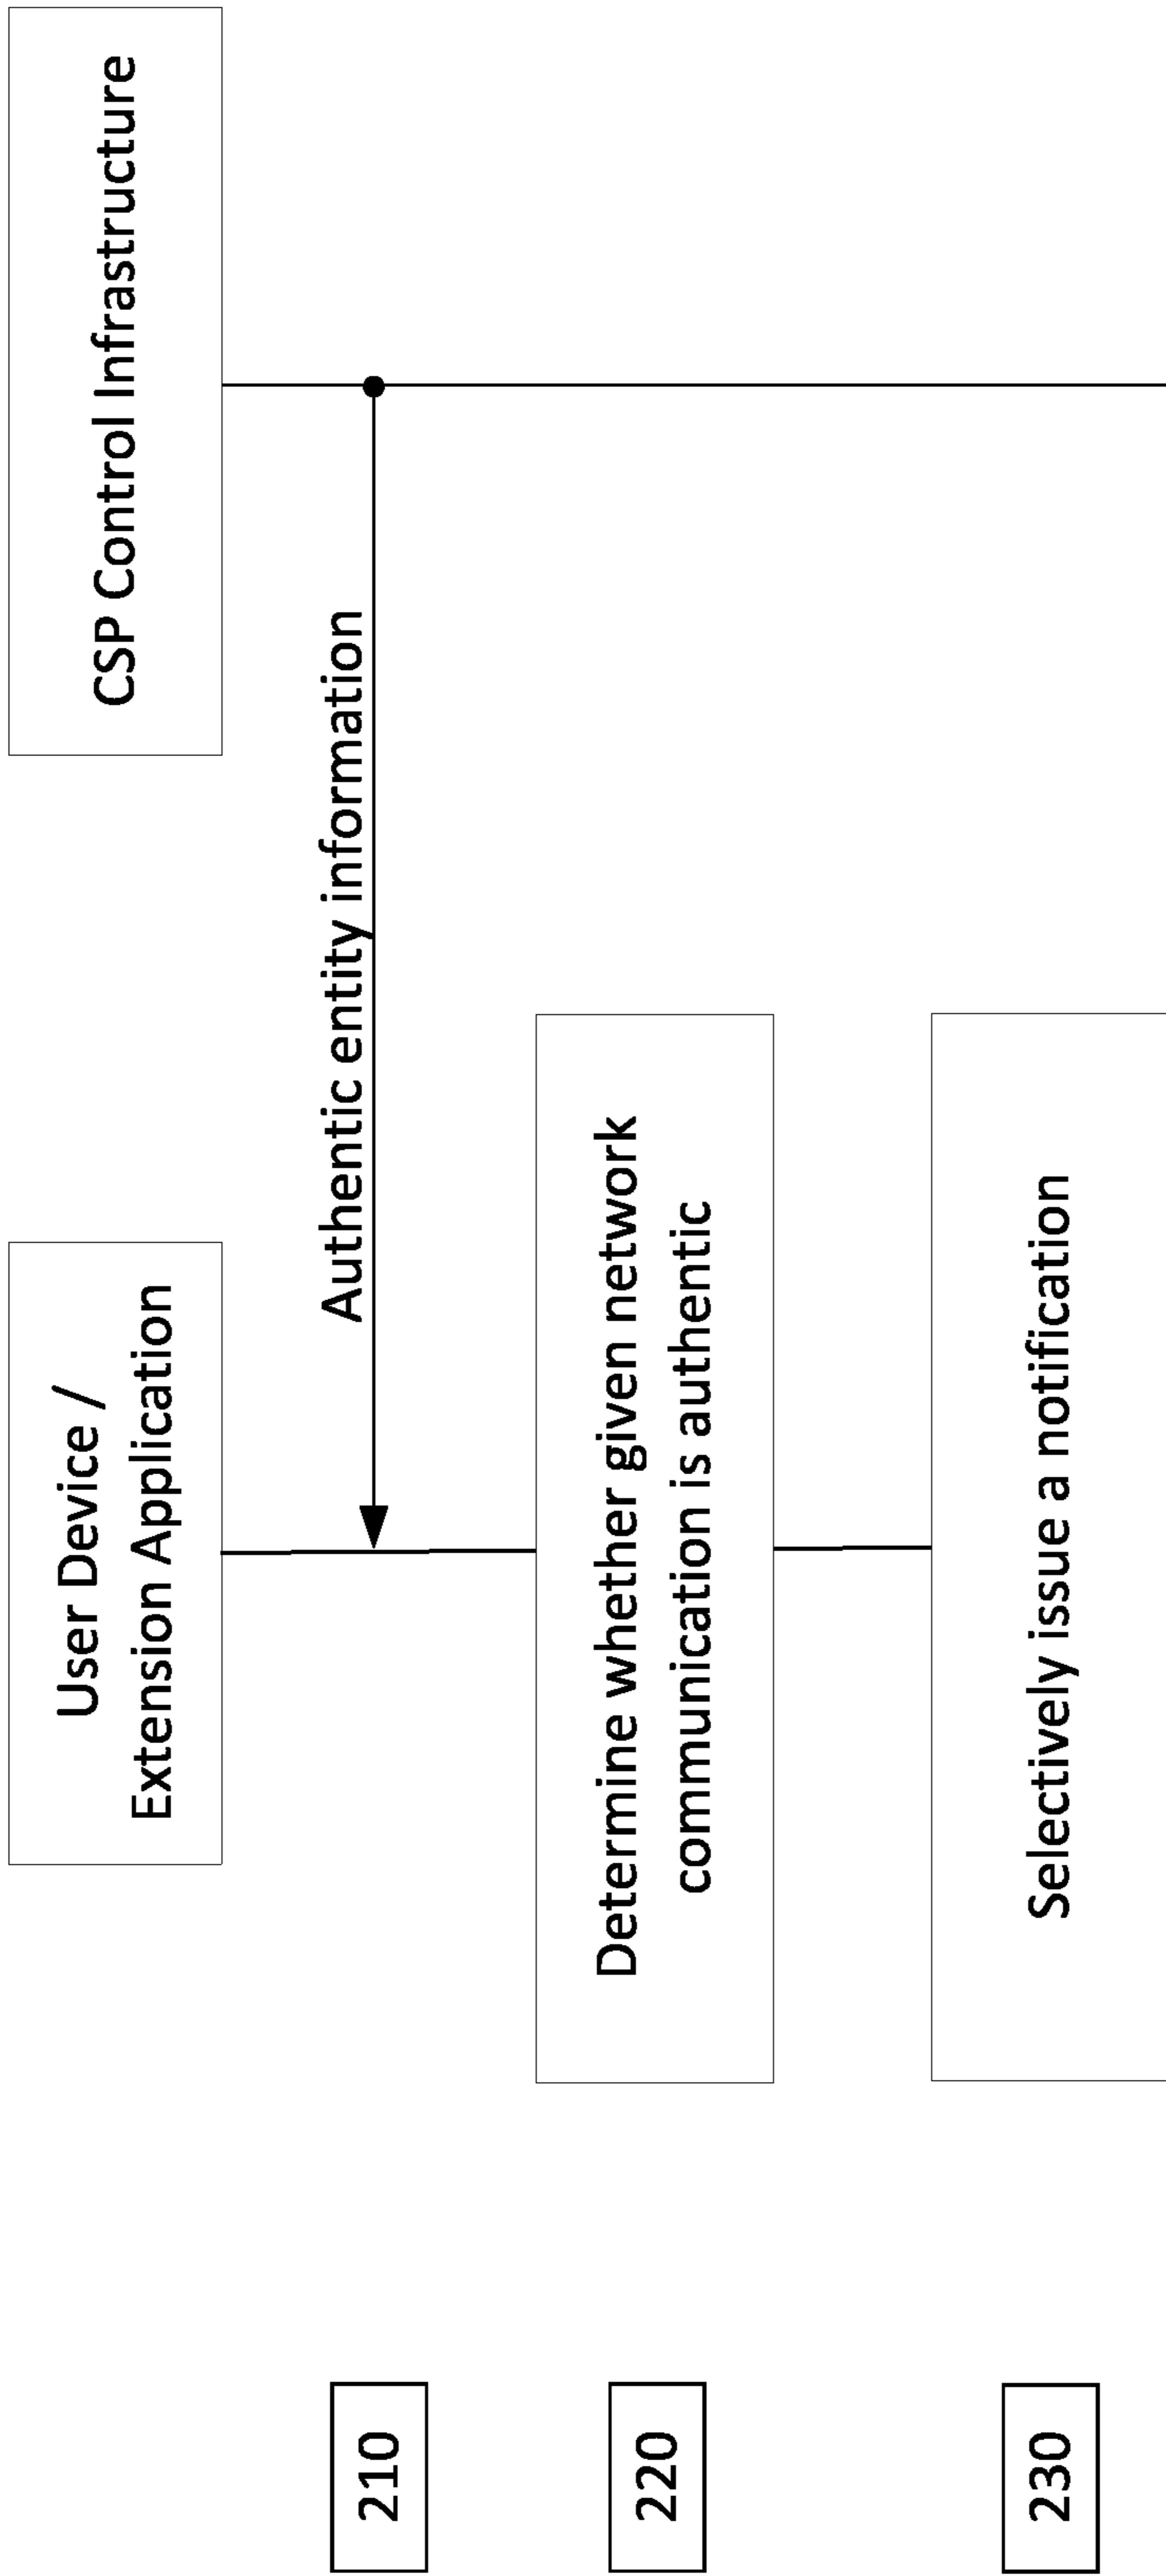 User Device /
Extension Application
CSP Control Infrastructure
210
Authentic entity information
220
Determine whether given network
communication is authentic
230
Selectively issue a notification